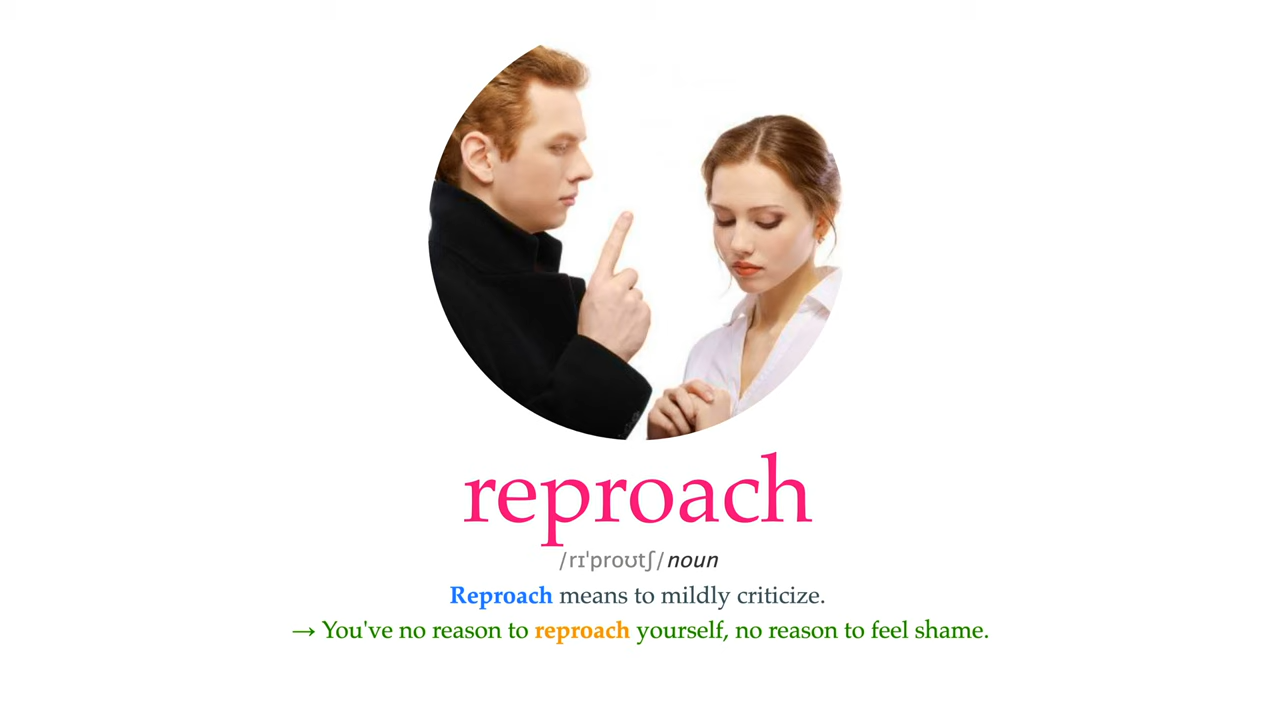 reproach
/rɪˈproʊtʃ/ noun
Reproach means to mildly criticize.
→ You've no reason to reproach yourself, no reason to feel shame.